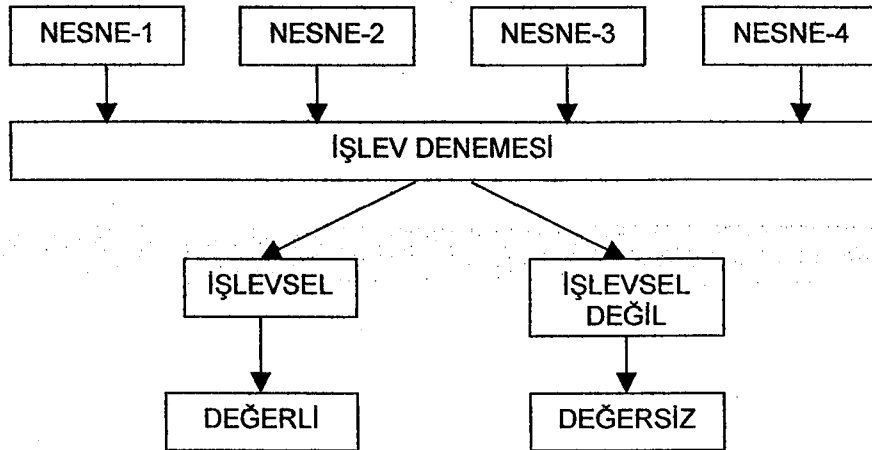 NESNE-1 NESNE-2 NESNE-3 NESNE-4
İŞLEV DENEMESİ
İŞLEVSEL İŞLEVSEL
DEĞİL
DEĞERLİ DEĞERSİZ